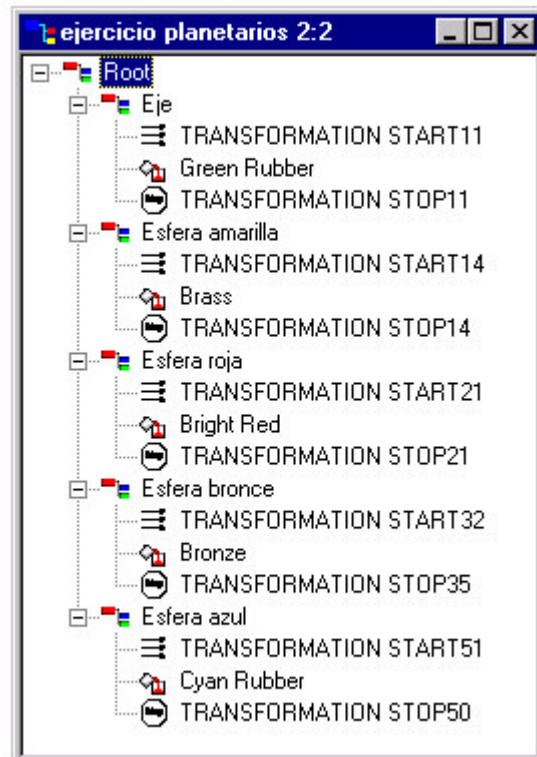 ejercicio planetarios 2:2
Root
Eje
TRANSFORMATION START11
Green Rubber
TRANSFORMATION STOP11
Esfera amarilla
TRANSFORMATION START14
Brass
TRANSFORMATION STOP14
Esfera roja
TRANSFORMATION START21
Bright Red
TRANSFORMATION STOP21
Esfera bronce
TRANSFORMATION START32
Bronze
TRANSFORMATION STOP35
Esfera azul
TRANSFORMATION START51
Cyan Rubber
TRANSFORMATION STOP50